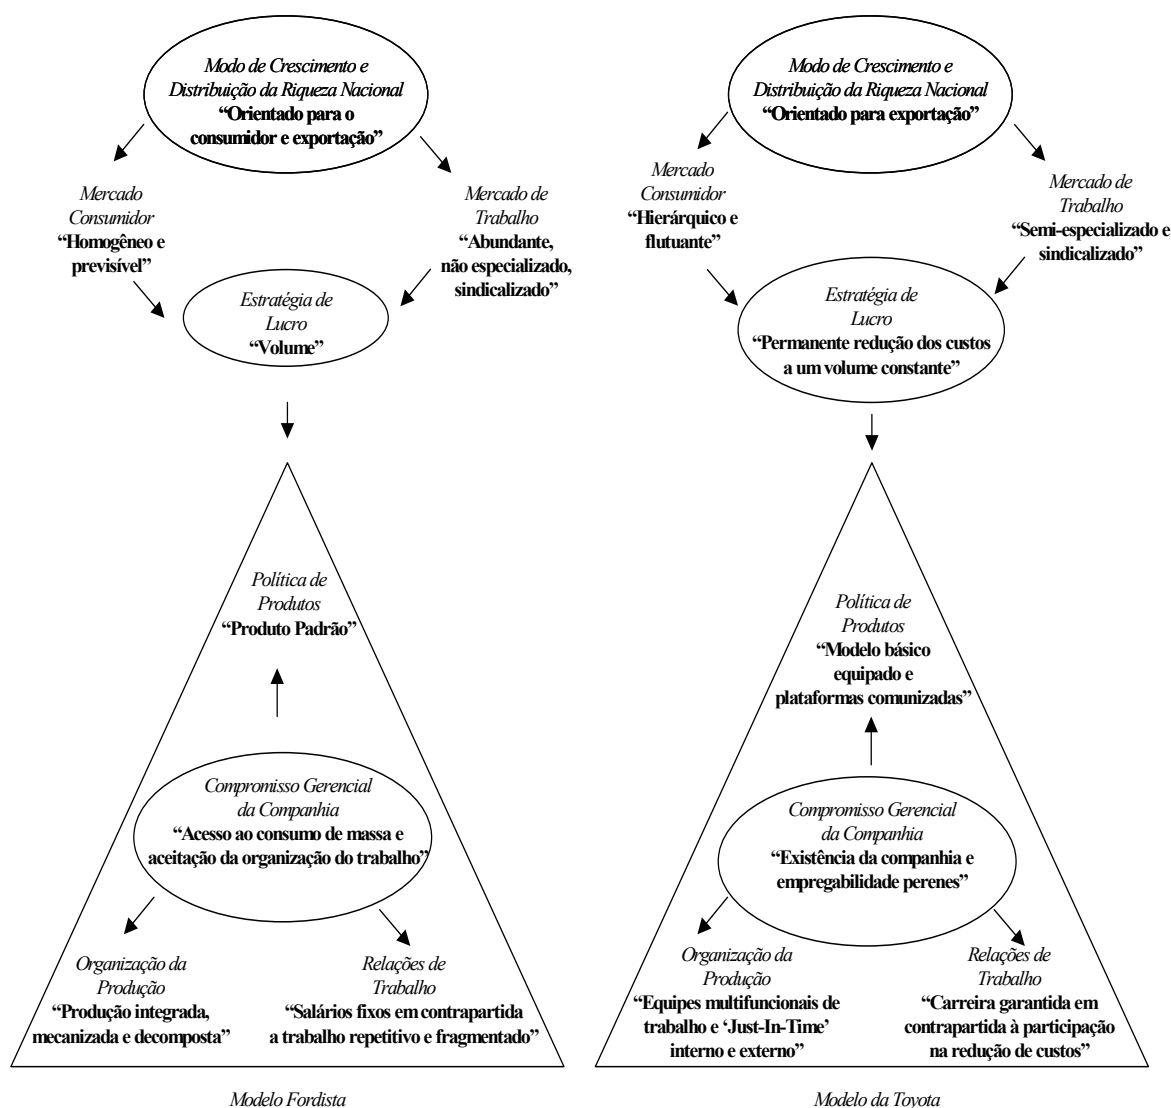 Modo de Crescimento e
Distribuição da Riqueza Nacional
“Orientado para o
consumidor e exportação”
Mercado
Consumidor
“Homogêneo e
previsível”
Mercado de
Trabalho
“Abundante,
não especializado,
sindicalizado”
Estratégia de
Lucro
“Volume”
Política de
Produtos
“Produto Padrão”
Compromisso Gerencial
da Companhia
“Acesso ao consumo de massa e
aceitação da organização do trabalho”
Organização da
Produção
“Produção integrada,
mecanizada e decomposta”
Relações de
Trabalho
“Salários fixos em contrapartida
a trabalho repetitivo e fragmentado”
Modelo Fordista
Modo de Crescimento e
Distribuição da Riqueza Nacional
“Orientado para exportação”
Mercado
Consumidor
“Hierárquico e
flutuante”
Mercado de
Trabalho
“Semi-especializado e
sindicalizado”
Estratégia de
Lucro
“Permanente redução dos custos
a um volume constante”
Política de
Produtos
“Modelo básico
equipado e
plataformas comunizadas”
Compromisso Gerencial
da Companhia
“Existência da companhia e
empregabilidade perenes”
Organização da
Produção
“Equipes multifuncionais de
trabalho e ‘Just-In-Time’
interno e externo”
Relações de
Trabalho
“Carreira garantida em
contrapartida à participação
na redução de custos”
Modelo da Toyota